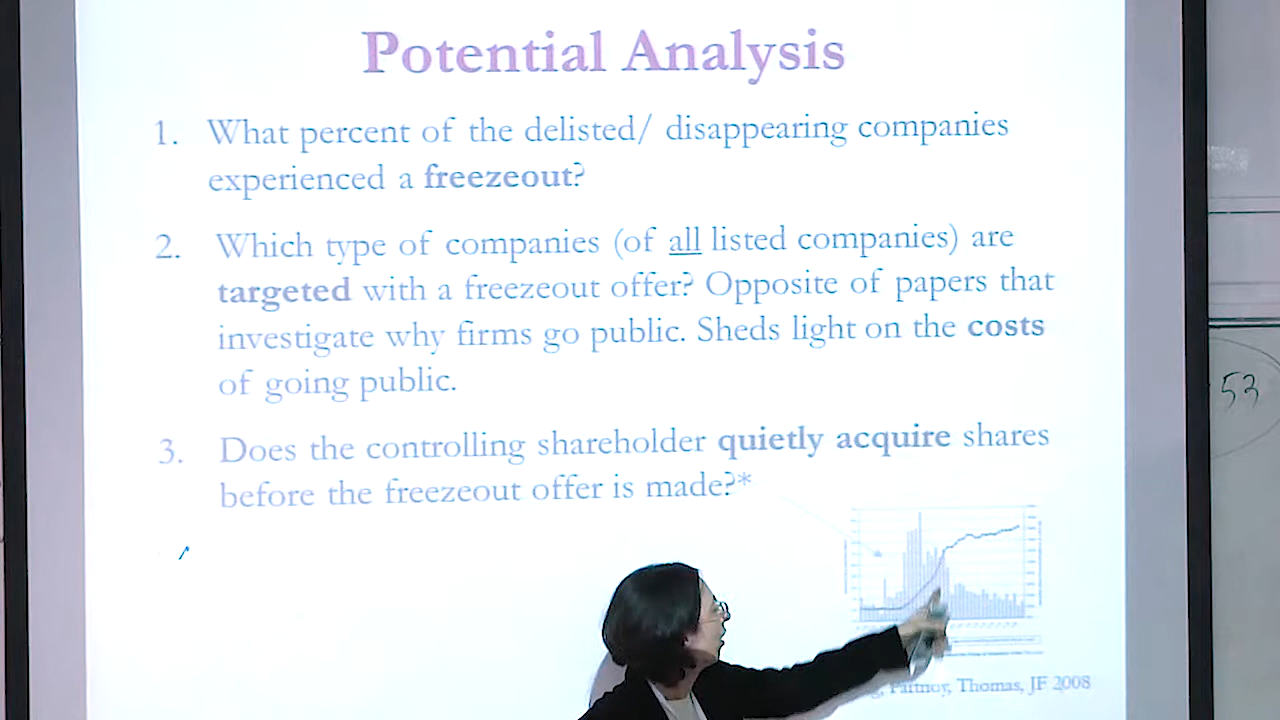 Potential Analysis
1. What percent of the delisted/ disappearing companies
experienced a freezeout?
2. Which type of companies (of all listed companies) are
targeted with a freezeout offer? Opposite of papers that
investigate why firms go public. Sheds light on the costs
of going public.
3. Does the controlling shareholder quietly acquire shares
before the freezeout offer is made?*
Partnoy, Thomas, JF 2008
53